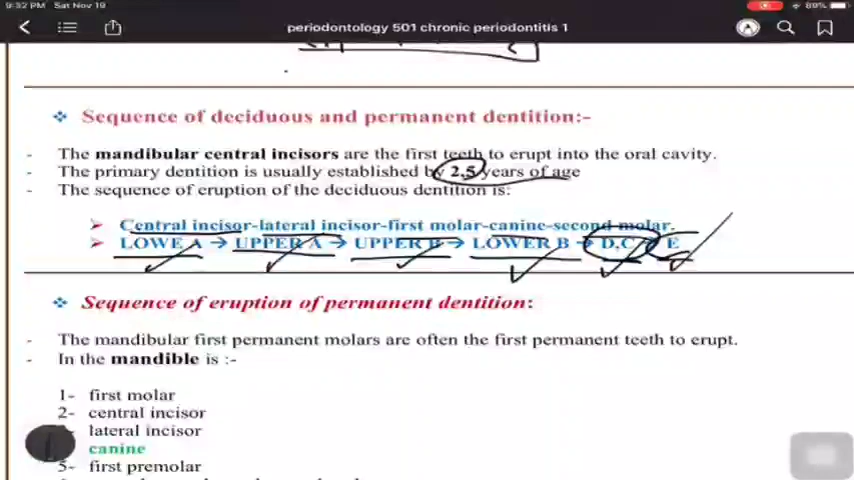 9:32 PM Sat Nov 19
89%
periodontology 501 chronic periodontitis 1
❖ Sequence of deciduous and permanent dentition:-
- The mandibular central incisors are the first teeth to erupt into the oral cavity.
- The primary dentition is usually established by 2.5 years of age
- The sequence of eruption of the deciduous dentition is:
➢ Central incisor-lateral incisor-first molar-canine-second molar.
➢ LOWE A → UPPER A → UPPER B → LOWER B → D,C → E
❖ Sequence of eruption of permanent dentition:
- The mandibular first permanent molars are often the first permanent teeth to erupt.
- In the mandible is :-
1- first molar
2- central incisor
lateral incisor
canine
5- first premolar